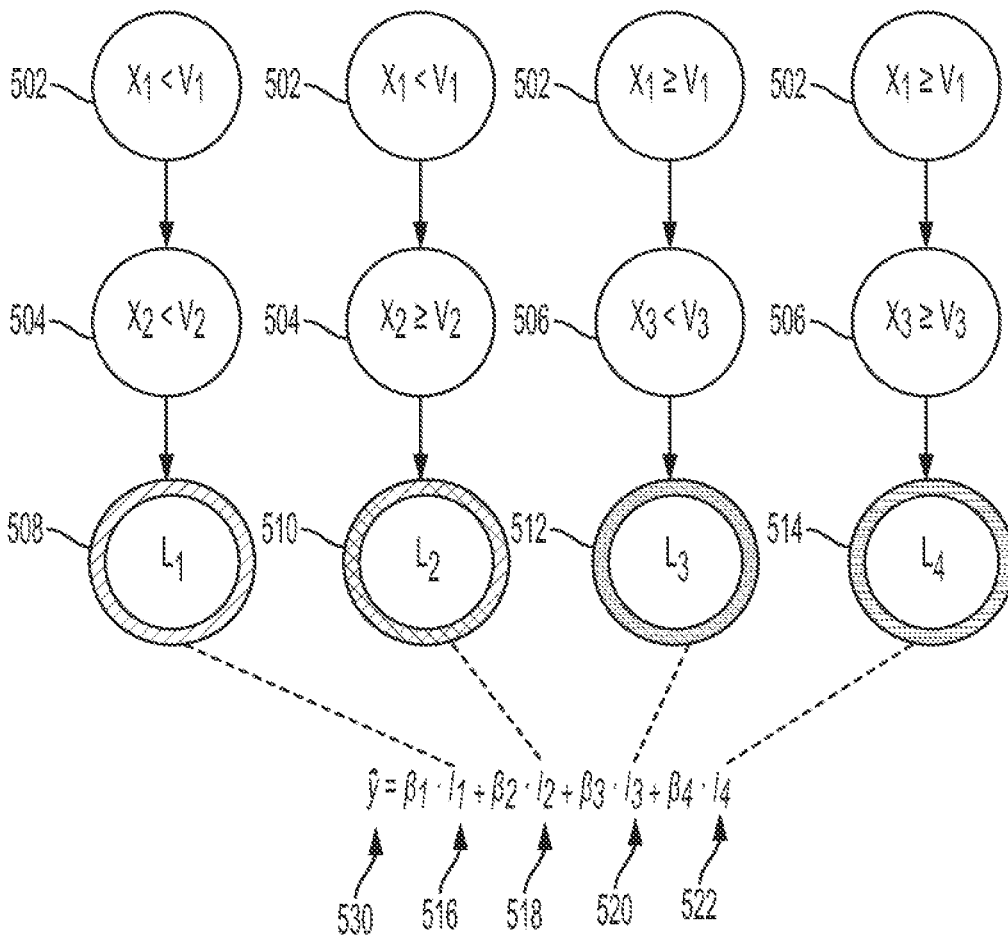 502 X₁ < V₁ 502 X₁ < V₁ 502 X₁ ≥ V₁ 502 X₁ ≥ V₁
504 X₂ < V₂ 504 X₂ ≥ V₂ 506 X₃ < V₃ 506 X₃ ≥ V₃
508 L₁ 510 L₂ 512 L₃ 514 L₄
ŷ = β₁ · l₁ + β₂ · l₂ + β₃ · l₃ + β₄ · l₄
530 516 518 520 522